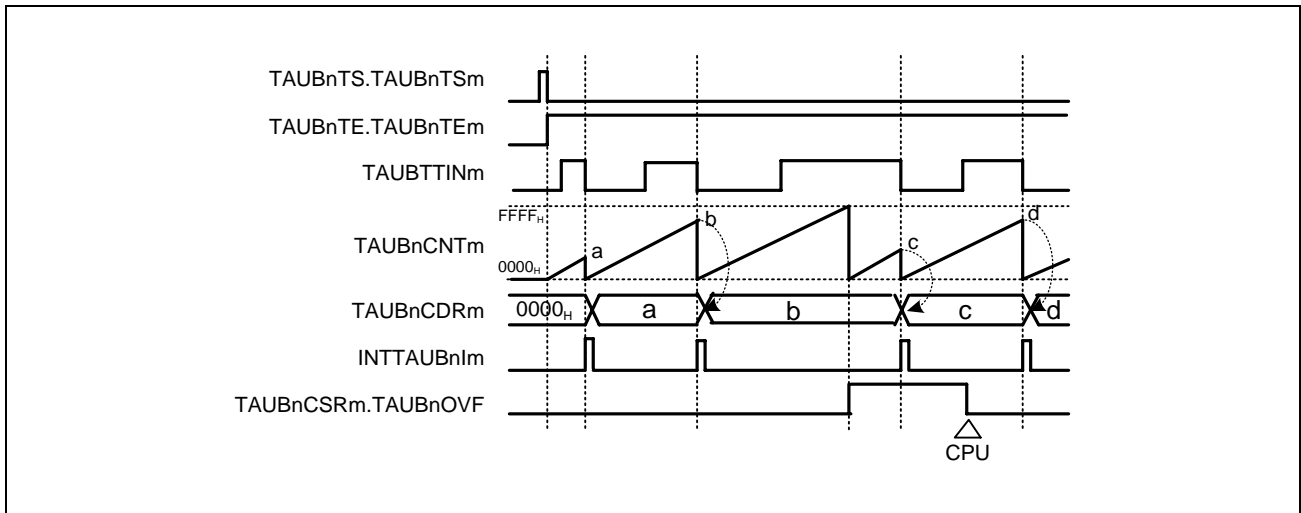 TAUBnTS.TAUBnTSm
TAUBnTE.TAUBnTEm
TAUBTTINm
FFFFH
b
d
TAUBnCNTm
a
c
0000H
TAUBnCDRm
0000H
a
b
c
d
INTTAUBnIm
TAUBnCSRm.TAUBnOVF
CPU